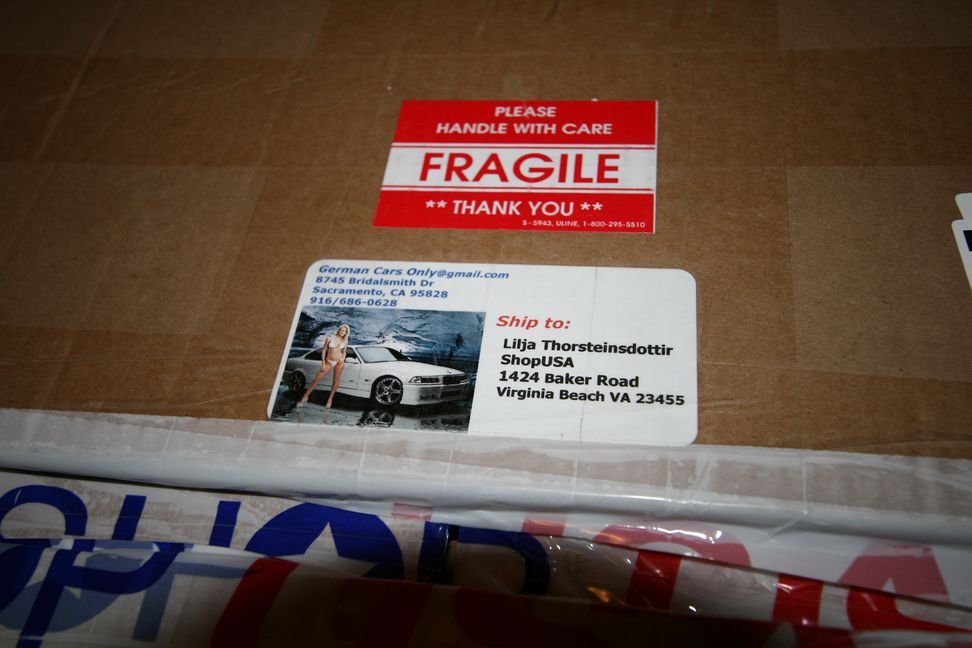 PLEASE
HANDLE WITH CARE
FRAGILE
** THANK YOU **
S - 5943, ULINE, 1-800-295-5510
German Cars Only@gmail.com
8745 Bridalsmith Dr
Sacramento, CA 95828
916/686-0628
Ship to:
Lilja Thorsteinsdottir
ShopUSA
1424 Baker Road
Virginia Beach VA 23455